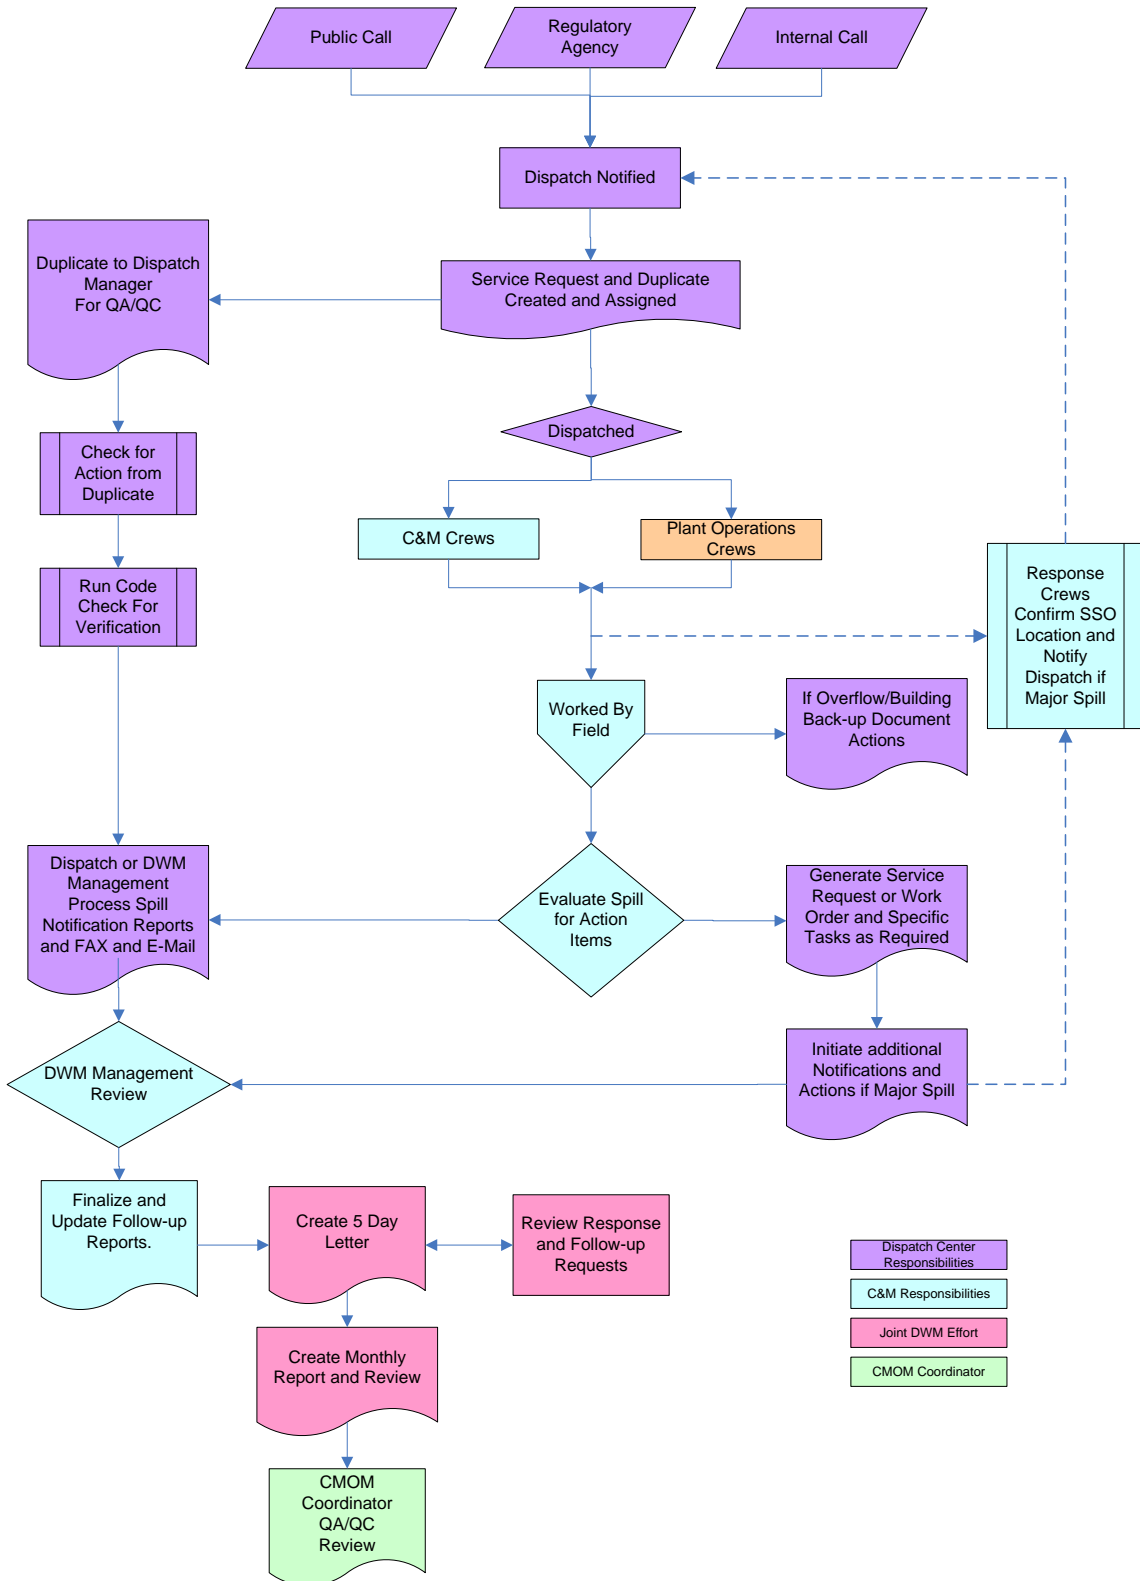 Public Call
Regulatory
Agency
Internal Call
Dispatch Notified
Duplicate to Dispatch
Manager
For QA/QC
Service Request and Duplicate
Created and Assigned
Dispatched
Check for
Action from
Duplicate
C&M Crews
Plant Operations
Crews
Run Code
Check For
Verification
Response
Crews
Confirm SSO
Location and
Notify
Dispatch if
Major Spill
Worked By
Field
If Overflow/Building
Back-up Document
Actions
Dispatch or DWM
Management
Process Spill
Notification Reports
and FAX and E-Mail
Evaluate Spill
for Action
Items
Generate Service
Request or Work
Order and Specific
Tasks as Required
DWM Management
Review
Initiate additional
Notifications and
Actions if Major Spill
Finalize and
Update Follow-up
Reports.
Create 5 Day
Letter
Review Response
and Follow-up
Requests
Dispatch Center
Responsibilities
C&M Responsibilities
Joint DWM Effort
CMOM Coordinator
Create Monthly
Report and Review
CMOM
Coordinator
QA/QC
Review